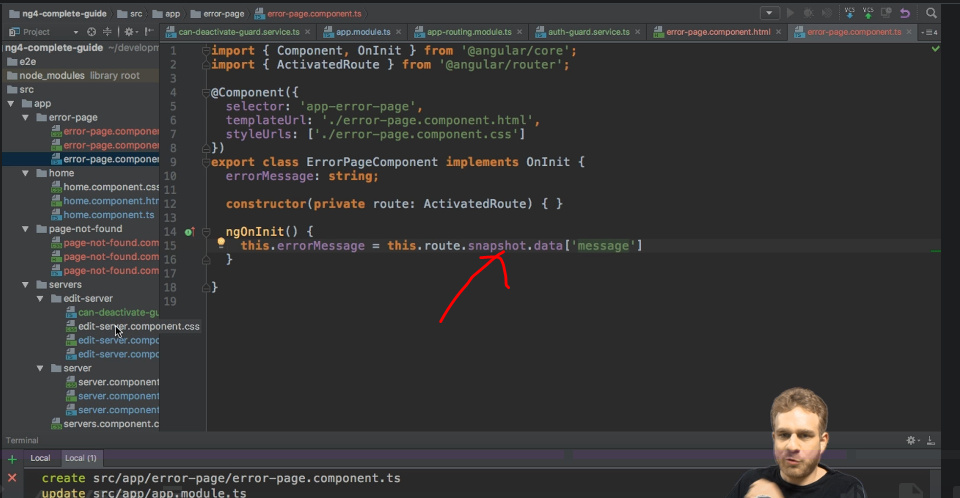 ng4-complete-guide src app error-page error-page.component.ts
Project can-deactivate-guard.service.ts app.module.ts app-routing.module.ts auth-guard.service.ts error-page.component.html error-page.component.ts
ng4-complete-guide ~/developm
e2e
node_modules library root
src
app
error-page
error-page.componen
error-page.componen
error-page.componen
home
home.component.css
home.component.htm
home.component.ts
page-not-found
page-not-found.com
page-not-found.com
page-not-found.com
servers
edit-server
can-deactivate-gu
edit-server.component.css
edit-server.compo
edit-server.compo
server
server.component
server.component
server.component
servers.component.c
1 import { Component, OnInit } from '@angular/core';
2 import { ActivatedRoute } from '@angular/router';
3
4 @Component({
5 selector: 'app-error-page',
6 templateUrl: './error-page.component.html',
7 styleUrls: ['./error-page.component.css']
8 })
9 export class ErrorPageComponent implements OnInit {
10 errorMessage: string;
11
12 constructor(private route: ActivatedRoute) { }
13
14 ngOnInit() {
15 this.errorMessage = this.route.snapshot.data['message']
16 }
17
18 }
19
Terminal
Local Local (1)
create src/app/error-page/error-page.component.ts
update src/app/app.module.ts